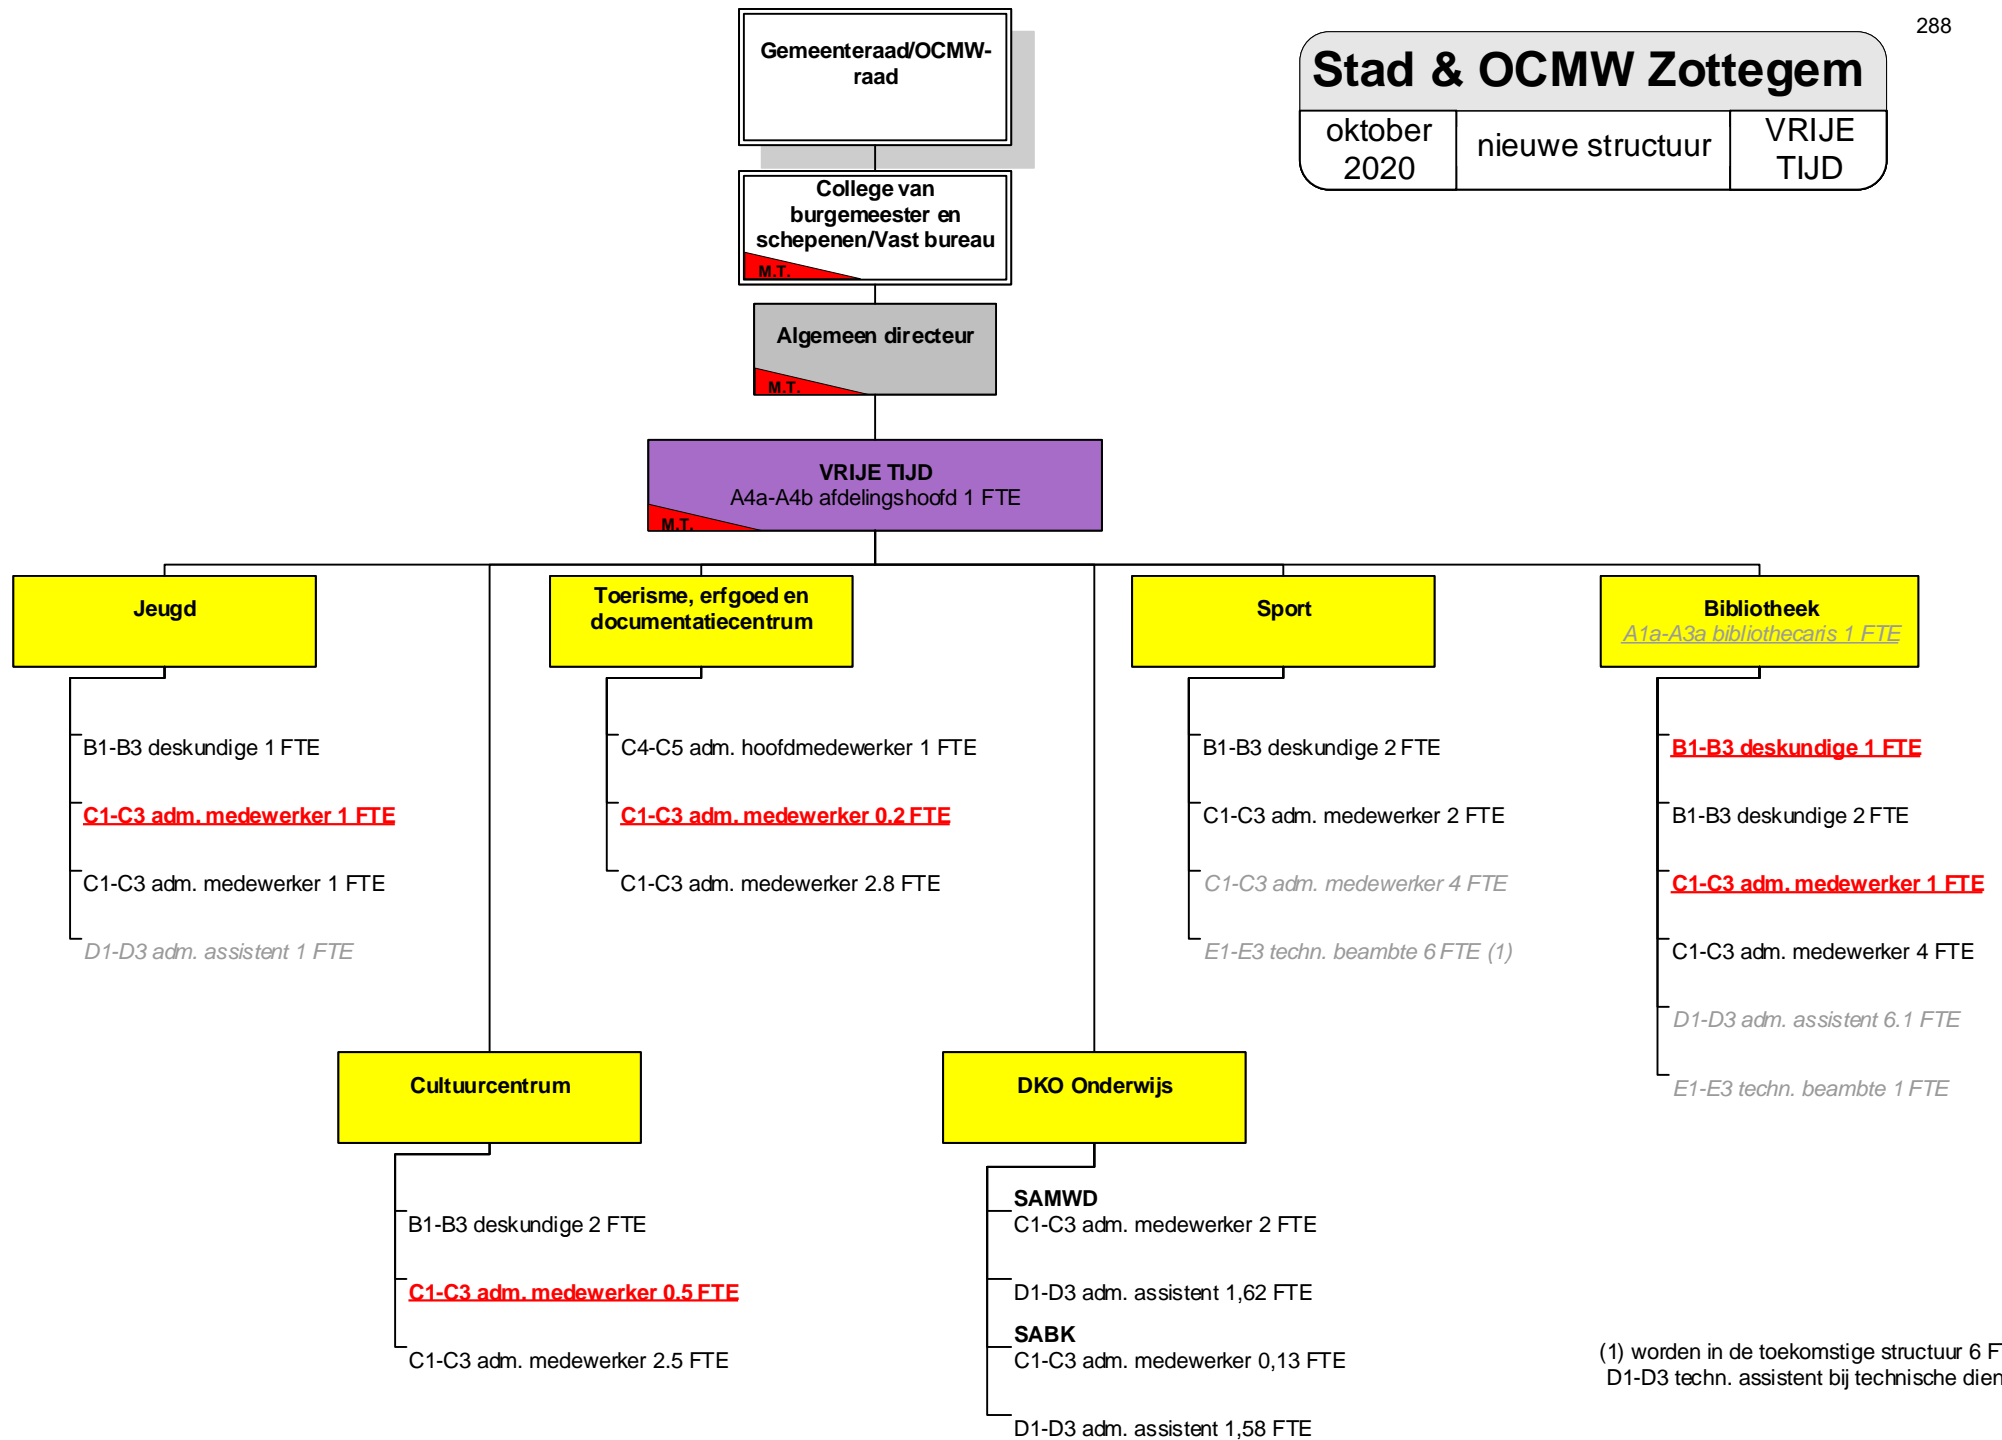 288
Stad & OCMW Zottegem
oktober
2020
nieuwe structuur
VRIJE
TIJD
Gemeenteraad/OCMW-
raad
College van
burgemeester en
schepenen/Vast bureau
M.T.
Algemeen directeur
M.T.
VRIJE TIJD
A4a-A4b afdelingshoofd 1 FTE
M.T.
Jeugd
B1-B3 deskundige 1 FTE
C1-C3 adm. medewerker 1 FTE
C1-C3 adm. medewerker 1 FTE
D1-D3 adm. assistent 1 FTE
Toerisme, erfgoed en
documentatiecentrum
C4-C5 adm. hoofdmedewerker 1 FTE
C1-C3 adm. medewerker 0.2 FTE
C1-C3 adm. medewerker 2.8 FTE
Sport
B1-B3 deskundige 2 FTE
C1-C3 adm. medewerker 2 FTE
C1-C3 adm. medewerker 4 FTE
E1-E3 techn. beambte 6 FTE (1)
Bibliotheek
A1a-A3a bibliothecaris 1 FTE
B1-B3 deskundige 1 FTE
B1-B3 deskundige 2 FTE
C1-C3 adm. medewerker 1 FTE
C1-C3 adm. medewerker 4 FTE
D1-D3 adm. assistent 6.1 FTE
E1-E3 techn. beambte 1 FTE
Cultuurcentrum
B1-B3 deskundige 2 FTE
C1-C3 adm. medewerker 0.5 FTE
C1-C3 adm. medewerker 2.5 FTE
DKO Onderwijs
SAMWD
C1-C3 adm. medewerker 2 FTE
D1-D3 adm. assistent 1,62 FTE
SABK
C1-C3 adm. medewerker 0,13 FTE
D1-D3 adm. assistent 1,58 FTE
(1) worden in de toekomstige structuur 6
D1-D3 techn. assistent bij technische